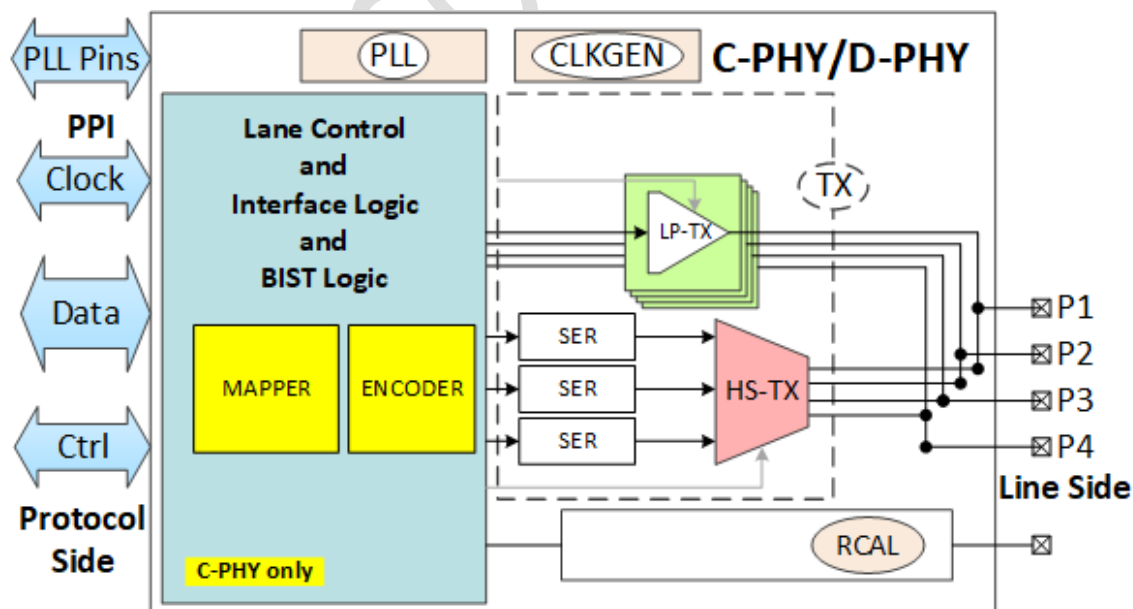 PLL Pins
PPI
Clock
Data
Ctrl
Protocol
Side
PLL
CLKGEN
C-PHY/D-PHY
Lane Control
and
Interface Logic
and
BIST Logic
MAPPER
ENCODER
C-PHY only
TX
LP-TX
SER
SER
SER
HS-TX
RCAL
P1
P2
P3
P4
Line Side